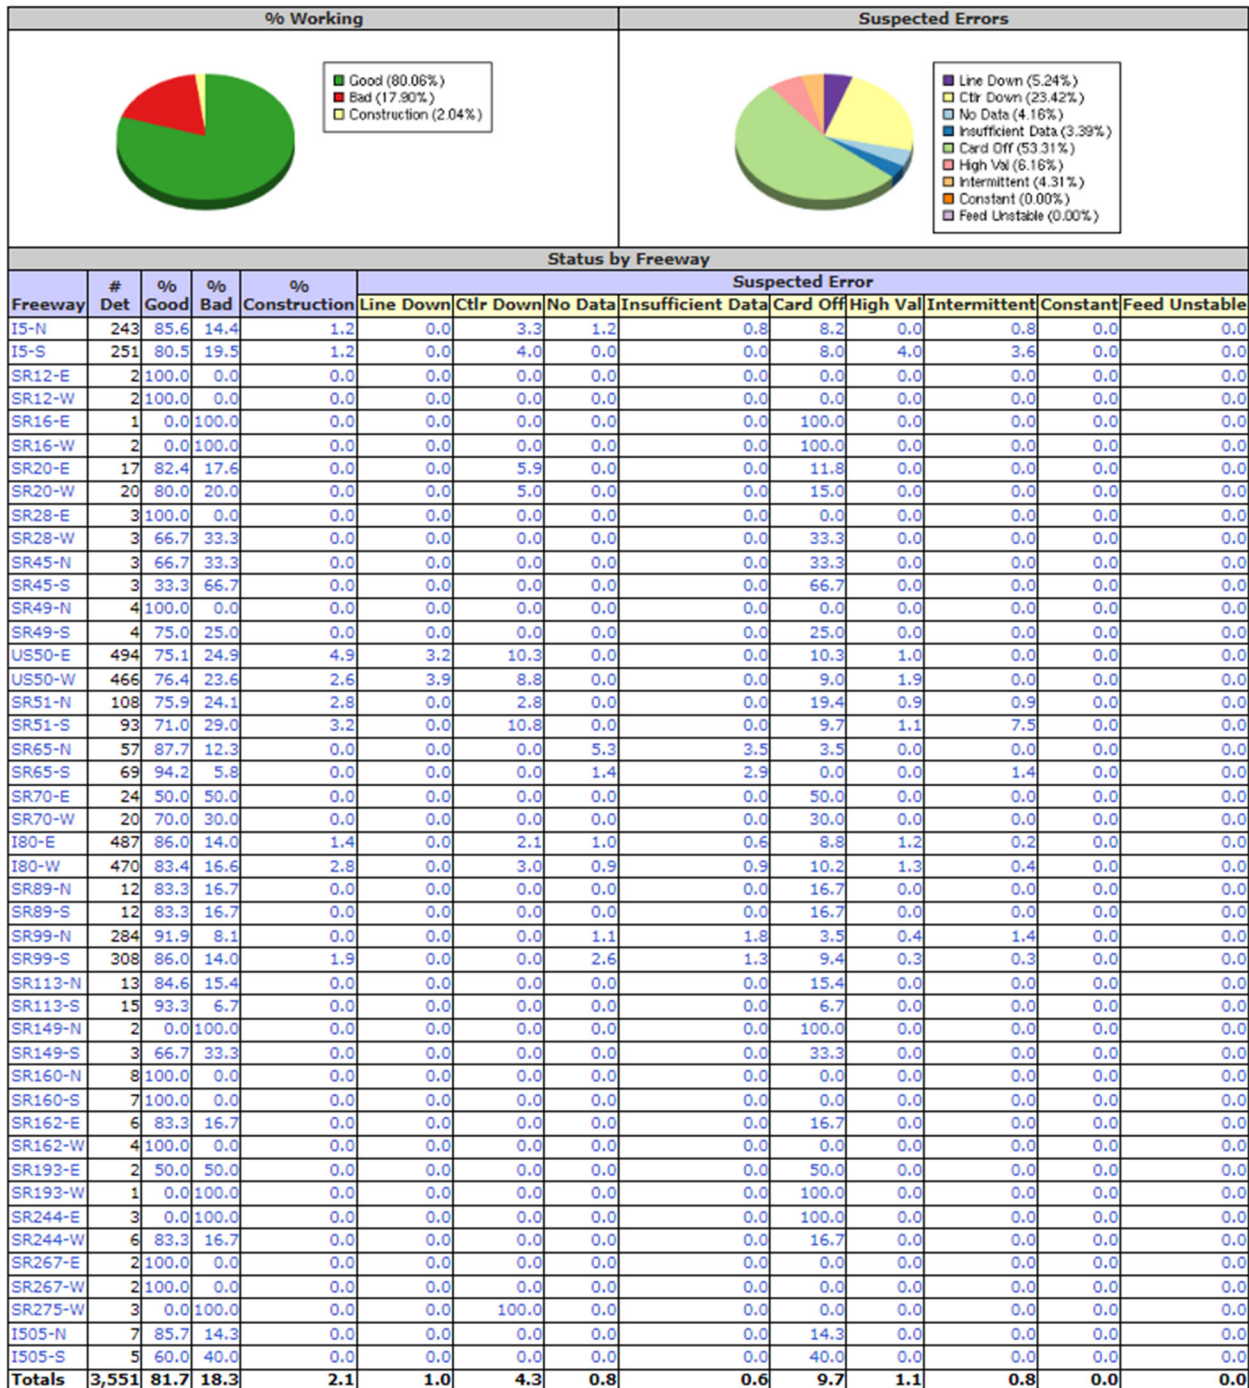 % Working Suspected Errors
Good (80.06%)
Bad (17.90%)
Construction (2.04%)
Line Down (5.24%)
Ctlr Down (23.42%)
No Data (4.16%)
Insufficient Data (3.39%)
Card Off (53.31%)
High Val (6.16%)
Intermittent (4.31%)
Constant (0.00%)
Feed Unstable (0.00%)
Status by Freeway
Freeway # Det % Good % Bad % Construction Suspected Error
Line Down Ctlr Down No Data Insufficient Data Card Off High Val Intermittent Constant Feed Unstable
I5-N 243 85.6 14.4 1.2 0.0 3.3 1.2 0.8 8.2 0.0 0.8 0.0 0.0
I5-S 251 80.5 19.5 1.2 0.0 4.0 0.0 0.0 8.0 4.0 3.6 0.0 0.0
SR12-E 2 100.0 0.0 0.0 0.0 0.0 0.0 0.0 0.0 0.0 0.0 0.0 0.0
SR12-W 2 100.0 0.0 0.0 0.0 0.0 0.0 0.0 0.0 0.0 0.0 0.0 0.0
SR16-E 1 0.0 100.0 0.0 0.0 0.0 0.0 0.0 100.0 0.0 0.0 0.0 0.0
SR16-W 2 0.0 100.0 0.0 0.0 0.0 0.0 0.0 100.0 0.0 0.0 0.0 0.0
SR20-E 17 82.4 17.6 0.0 0.0 5.9 0.0 0.0 11.8 0.0 0.0 0.0 0.0
SR20-W 20 80.0 20.0 0.0 0.0 5.0 0.0 0.0 15.0 0.0 0.0 0.0 0.0
SR28-E 3 100.0 0.0 0.0 0.0 0.0 0.0 0.0 0.0 0.0 0.0 0.0 0.0
SR28-W 3 66.7 33.3 0.0 0.0 0.0 0.0 0.0 33.3 0.0 0.0 0.0 0.0
SR45-N 3 66.7 33.3 0.0 0.0 0.0 0.0 0.0 33.3 0.0 0.0 0.0 0.0
SR45-S 3 33.3 66.7 0.0 0.0 0.0 0.0 0.0 66.7 0.0 0.0 0.0 0.0
SR49-N 4 100.0 0.0 0.0 0.0 0.0 0.0 0.0 0.0 0.0 0.0 0.0 0.0
SR49-S 4 75.0 25.0 0.0 0.0 0.0 0.0 0.0 25.0 0.0 0.0 0.0 0.0
US50-E 494 75.1 24.9 4.9 3.2 10.3 0.0 0.0 10.3 1.0 0.0 0.0 0.0
US50-W 466 76.4 23.6 2.6 3.9 8.8 0.0 0.0 9.0 1.9 0.0 0.0 0.0
SR51-N 108 75.9 24.1 2.8 0.0 2.8 0.0 0.0 19.4 0.9 0.9 0.0 0.0
SR51-S 93 71.0 29.0 3.2 0.0 10.8 0.0 0.0 9.7 1.1 7.5 0.0 0.0
SR65-N 57 87.7 12.3 0.0 0.0 0.0 5.3 3.5 3.5 0.0 0.0 0.0 0.0
SR65-S 69 94.2 5.8 0.0 0.0 0.0 1.4 2.9 0.0 0.0 1.4 0.0 0.0
SR70-E 24 50.0 50.0 0.0 0.0 0.0 0.0 0.0 50.0 0.0 0.0 0.0 0.0
SR70-W 20 70.0 30.0 0.0 0.0 0.0 0.0 0.0 30.0 0.0 0.0 0.0 0.0
I80-E 487 86.0 14.0 1.4 0.0 2.1 1.0 0.6 8.8 1.2 0.2 0.0 0.0
I80-W 470 83.4 16.6 2.8 0.0 3.0 0.9 0.9 10.2 1.3 0.4 0.0 0.0
SR89-N 12 83.3 16.7 0.0 0.0 0.0 0.0 0.0 16.7 0.0 0.0 0.0 0.0
SR89-S 12 83.3 16.7 0.0 0.0 0.0 0.0 0.0 16.7 0.0 0.0 0.0 0.0
SR99-N 284 91.9 8.1 0.0 0.0 0.0 1.1 1.8 3.5 0.4 1.4 0.0 0.0
SR99-S 308 86.0 14.0 1.9 0.0 0.0 2.6 1.3 9.4 0.3 0.3 0.0 0.0
SR113-N 13 84.6 15.4 0.0 0.0 0.0 0.0 0.0 15.4 0.0 0.0 0.0 0.0
SR113-S 15 93.3 6.7 0.0 0.0 0.0 0.0 0.0 6.7 0.0 0.0 0.0 0.0
SR149-N 2 0.0 100.0 0.0 0.0 0.0 0.0 0.0 100.0 0.0 0.0 0.0 0.0
SR149-S 3 66.7 33.3 0.0 0.0 0.0 0.0 0.0 33.3 0.0 0.0 0.0 0.0
SR160-N 8 100.0 0.0 0.0 0.0 0.0 0.0 0.0 0.0 0.0 0.0 0.0 0.0
SR160-S 7 100.0 0.0 0.0 0.0 0.0 0.0 0.0 0.0 0.0 0.0 0.0 0.0
SR162-E 6 83.3 16.7 0.0 0.0 0.0 0.0 0.0 16.7 0.0 0.0 0.0 0.0
SR162-W 4 100.0 0.0 0.0 0.0 0.0 0.0 0.0 0.0 0.0 0.0 0.0 0.0
SR193-E 2 50.0 50.0 0.0 0.0 0.0 0.0 0.0 50.0 0.0 0.0 0.0 0.0
SR193-W 1 0.0 100.0 0.0 0.0 0.0 0.0 0.0 100.0 0.0 0.0 0.0 0.0
SR244-E 3 0.0 100.0 0.0 0.0 0.0 0.0 0.0 100.0 0.0 0.0 0.0 0.0
SR244-W 6 83.3 16.7 0.0 0.0 0.0 0.0 0.0 16.7 0.0 0.0 0.0 0.0
SR267-E 2 100.0 0.0 0.0 0.0 0.0 0.0 0.0 0.0 0.0 0.0 0.0 0.0
SR267-W 2 100.0 0.0 0.0 0.0 0.0 0.0 0.0 0.0 0.0 0.0 0.0 0.0
SR275-W 3 0.0 100.0 0.0 0.0 100.0 0.0 0.0 0.0 0.0 0.0 0.0 0.0
I505-N 7 85.7 14.3 0.0 0.0 0.0 0.0 0.0 14.3 0.0 0.0 0.0 0.0
I505-S 5 60.0 40.0 0.0 0.0 0.0 0.0 0.0 40.0 0.0 0.0 0.0 0.0
Totals 3,551 81.7 18.3 2.1 1.0 4.3 0.8 0.6 9.7 1.1 0.8 0.0 0.0